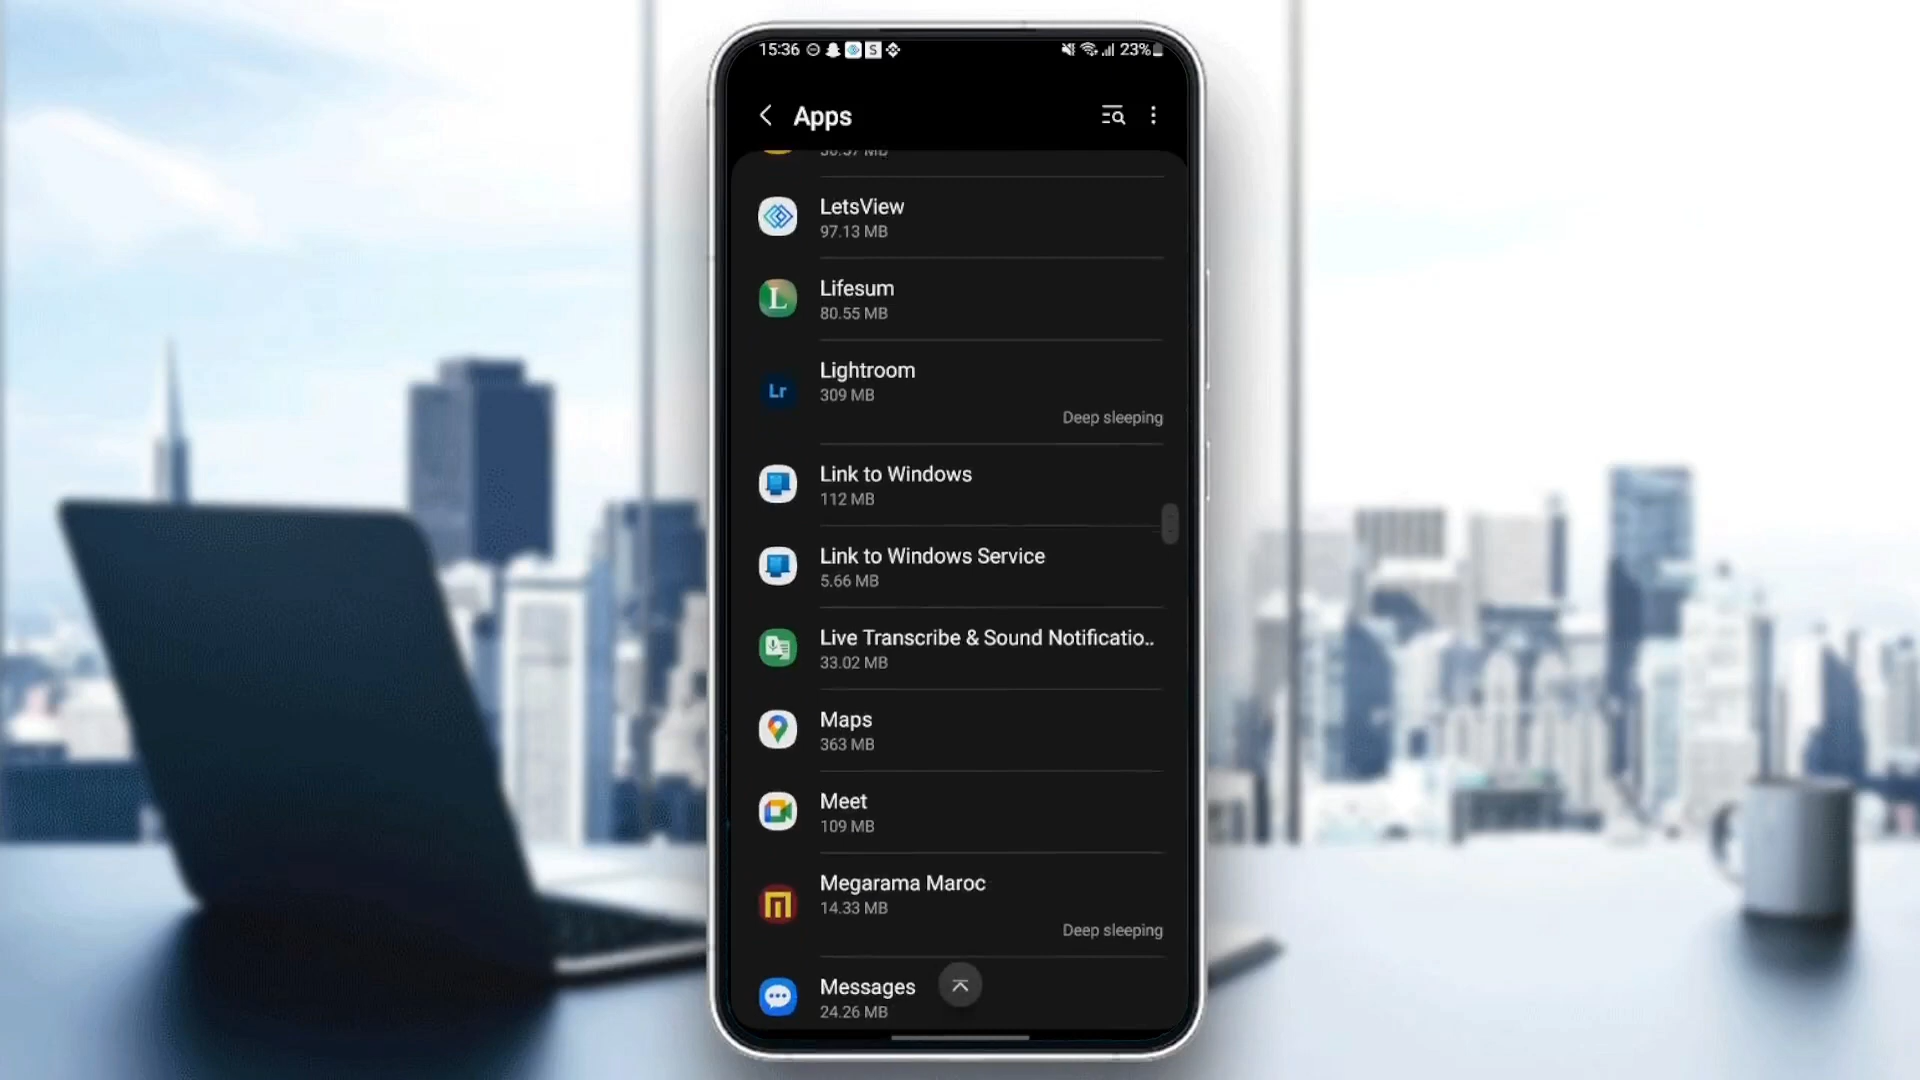 15:36 S 23%
Apps
LetsView
97.13 MB
L
Lifesum
80.55 MB
Lr
Lightroom
309 MB
Deep sleeping
Link to Windows
112 MB
Link to Windows Service
5.66 MB
Live Transcribe & Sound Notificatio..
33.02 MB
Maps
363 MB
Meet
109 MB
Megarama Maroc
14.33 MB
Deep sleeping
Messages
24.26 MB